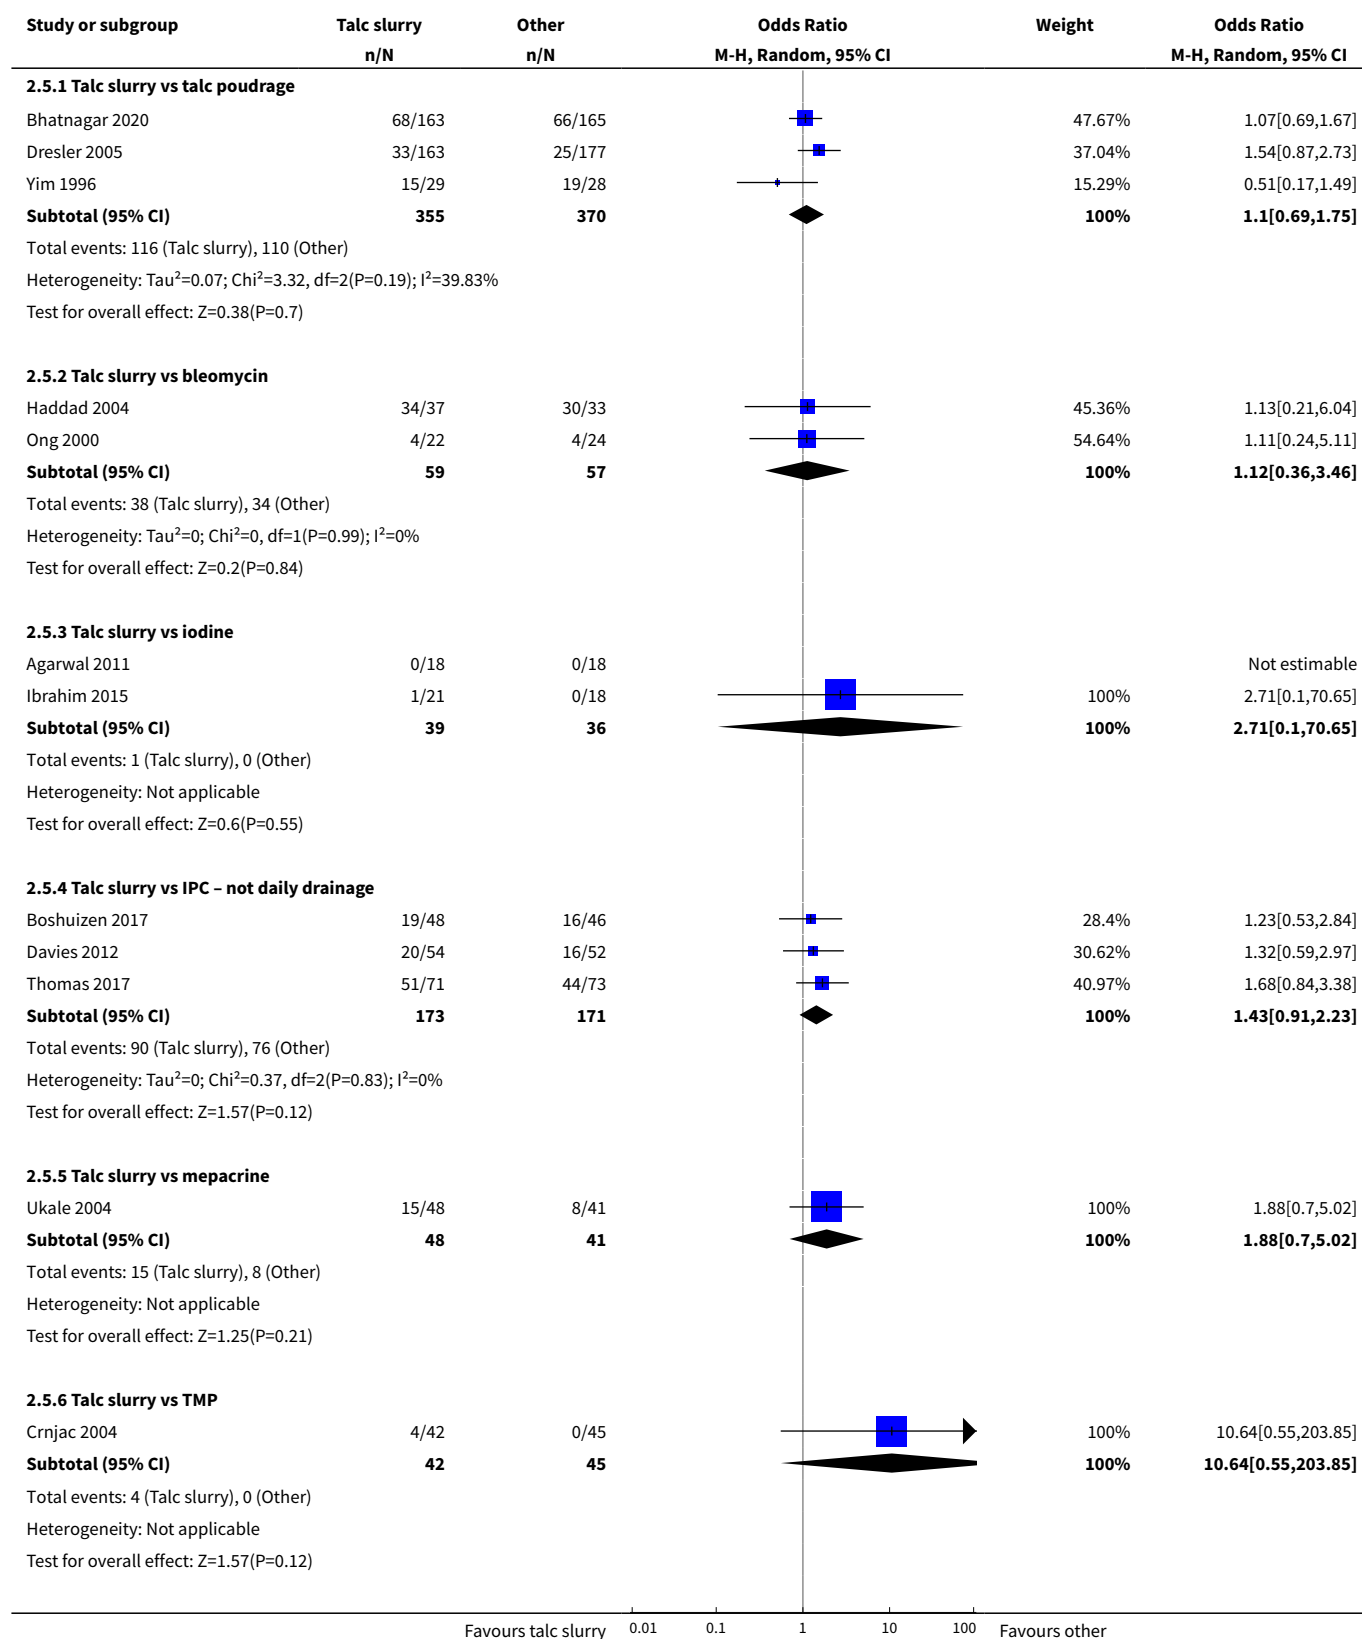 Study or subgroup Talc slurry Other Odds Ratio Weight Odds Ratio
n/N n/N M-H, Random, 95% CI M-H, Random, 95% CI
2.5.1 Talc slurry vs talc poudrage
Bhatnagar 2020 68/163 66/165 47.67% 1.07[0.69,1.67]
Dresler 2005 33/163 25/177 37.04% 1.54[0.87,2.73]
Yim 1996 15/29 19/28 15.29% 0.51[0.17,1.49]
Subtotal (95% CI) 355 370 100% 1.1[0.69,1.75]
Total events: 116 (Talc slurry), 110 (Other)
Heterogeneity: Tau²=0.07; Chi²=3.32, df=2(P=0.19); I²=39.83%
Test for overall effect: Z=0.38(P=0.7)
2.5.2 Talc slurry vs bleomycin
Haddad 2004 34/37 30/33 45.36% 1.13[0.21,6.04]
Ong 2000 4/22 4/24 54.64% 1.11[0.24,5.11]
Subtotal (95% CI) 59 57 100% 1.12[0.36,3.46]
Total events: 38 (Talc slurry), 34 (Other)
Heterogeneity: Tau²=0; Chi²=0, df=1(P=0.99); I²=0%
Test for overall effect: Z=0.2(P=0.84)
2.5.3 Talc slurry vs iodine
Agarwal 2011 0/18 0/18 Not estimable
Ibrahim 2015 1/21 0/18 100% 2.71[0.1,70.65]
Subtotal (95% CI) 39 36 100% 2.71[0.1,70.65]
Total events: 1 (Talc slurry), 0 (Other)
Heterogeneity: Not applicable
Test for overall effect: Z=0.6(P=0.55)
2.5.4 Talc slurry vs IPC – not daily drainage
Boshuizen 2017 19/48 16/46 28.4% 1.23[0.53,2.84]
Davies 2012 20/54 16/52 30.62% 1.32[0.59,2.97]
Thomas 2017 51/71 44/73 40.97% 1.68[0.84,3.38]
Subtotal (95% CI) 173 171 100% 1.43[0.91,2.23]
Total events: 90 (Talc slurry), 76 (Other)
Heterogeneity: Tau²=0; Chi²=0.37, df=2(P=0.83); I²=0%
Test for overall effect: Z=1.57(P=0.12)
2.5.5 Talc slurry vs mepacrine
Ukale 2004 15/48 8/41 100% 1.88[0.7,5.02]
Subtotal (95% CI) 48 41 100% 1.88[0.7,5.02]
Total events: 15 (Talc slurry), 8 (Other)
Heterogeneity: Not applicable
Test for overall effect: Z=1.25(P=0.21)
2.5.6 Talc slurry vs TMP
Crnjac 2004 4/42 0/45 100% 10.64[0.55,203.85]
Subtotal (95% CI) 42 45 100% 10.64[0.55,203.85]
Total events: 4 (Talc slurry), 0 (Other)
Heterogeneity: Not applicable
Test for overall effect: Z=1.57(P=0.12)
Favours talc slurry 0.01 0.1 1 10 100 Favours other